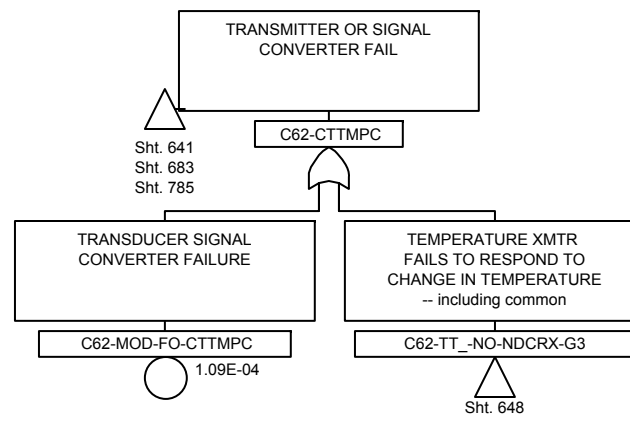 TRANSMITTER OR SIGNAL
CONVERTER FAIL
C62-CTTMPC
Sht. 641
Sht. 683
Sht. 785
TRANSDUCER SIGNAL
CONVERTER FAILURE
C62-MOD-FO-CTTMPC
1.09E-04
TEMPERATURE XMTR
FAILS TO RESPOND TO
CHANGE IN TEMPERATURE
-- including common
C62-TT_-NO-NDCRX-G3
Sht. 648